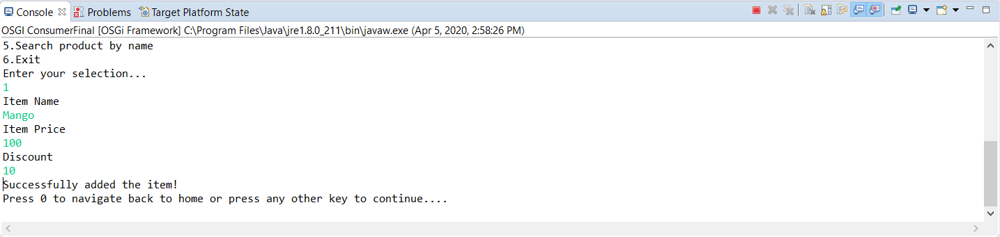 Console Problems Target Platform State
OSGI ConsumerFinal [OSGi Framework] C:\Program Files\Java\jre1.8.0_211\bin\javaw.exe (Apr 5, 2020, 2:58:26 PM)
5.Search product by name
6.Exit
Enter your selection...
1
Item Name
Mango
Item Price
100
Discount
10
Successfully added the item!
Press 0 to navigate back to home or press any other key to continue....